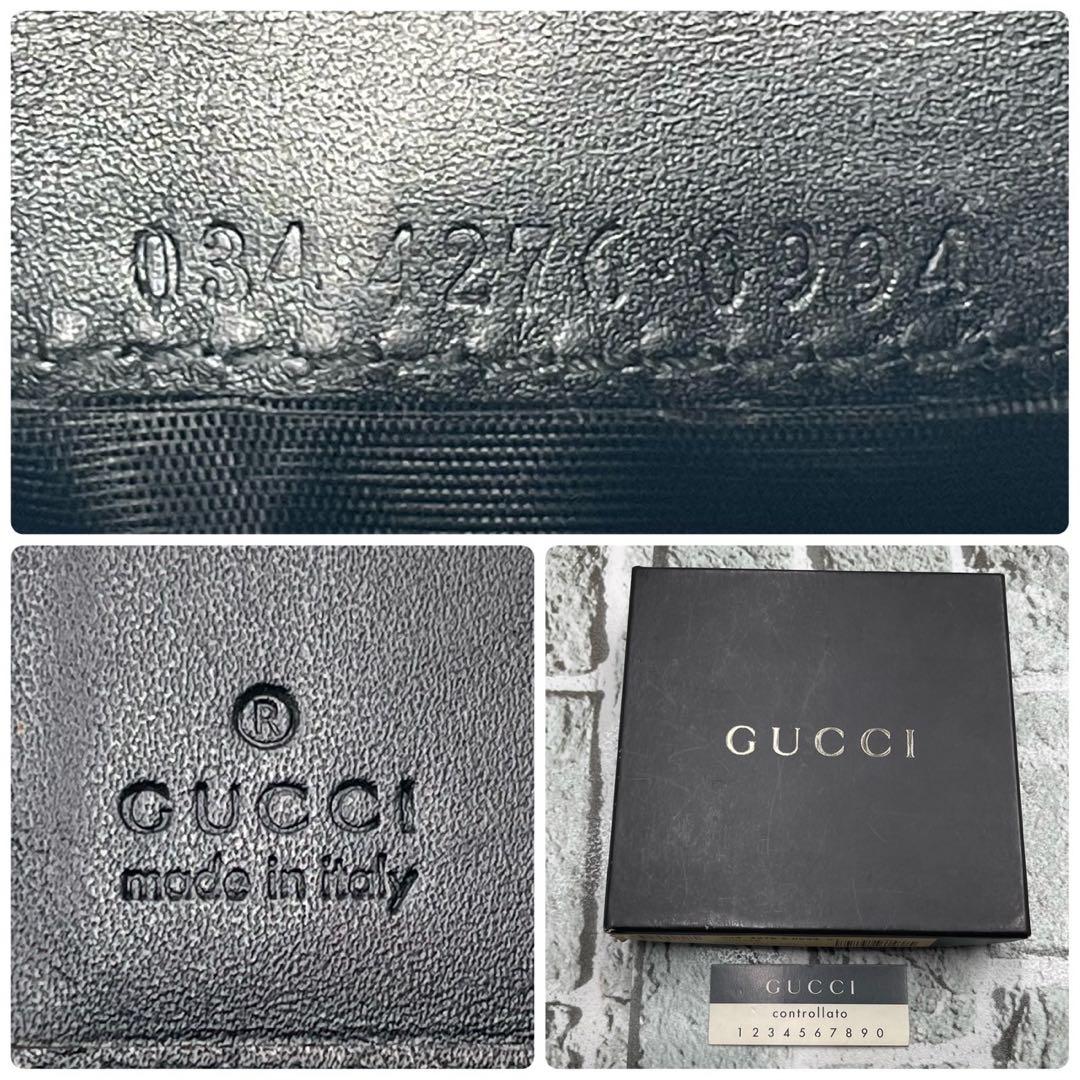 034 4276 0994
®
GUCCI
made in italy
GUCCI
GUCCI
controllato
1 2 3 4 5 6 7 8 9 0